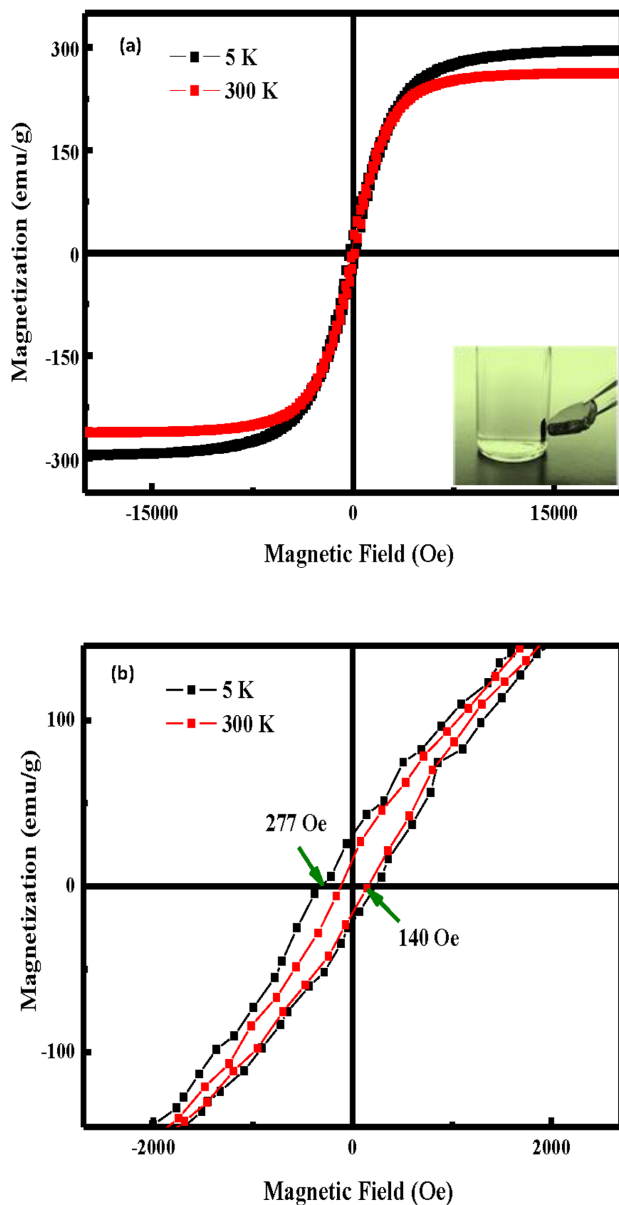 (a)
5 K
300 K
300
150
0
-150
-300
Magnetization (emu/g)
-15000 0 15000
Magnetic Field (Oe)
(b)
5 K
300 K
277 Oe
140 Oe
100
0
-100
Magnetization (emu/g)
-2000 0 2000
Magnetic Field (Oe)